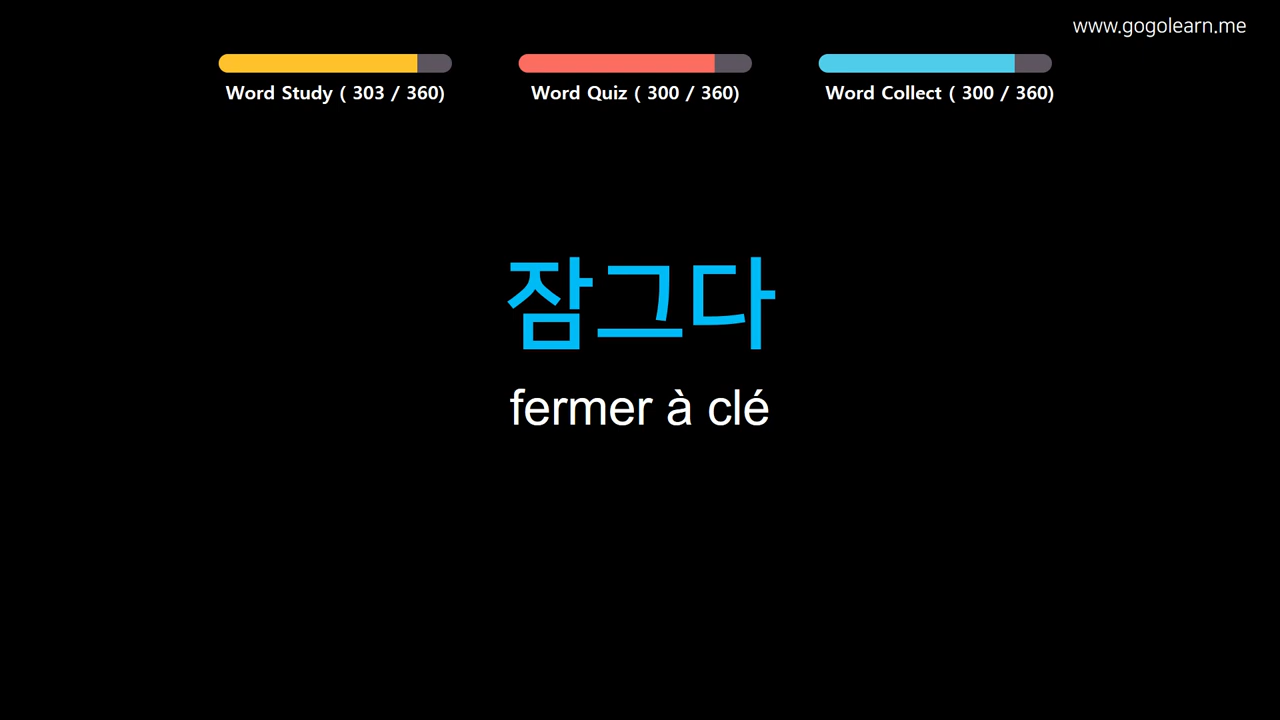 www.gogolearn.me
Word Study ( 303 / 360)
Word Quiz ( 300 / 360)
Word Collect ( 300 / 360)
잠그다
fermer à clé